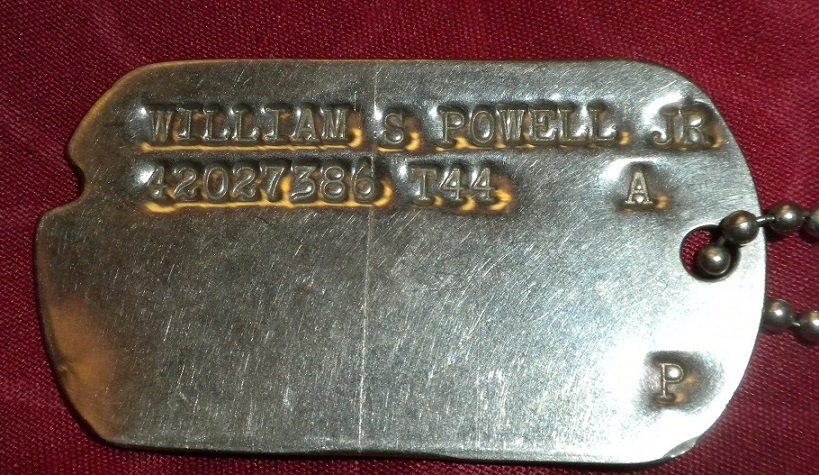 WILLIAM S POWELL JR
42027386 T44 A
P